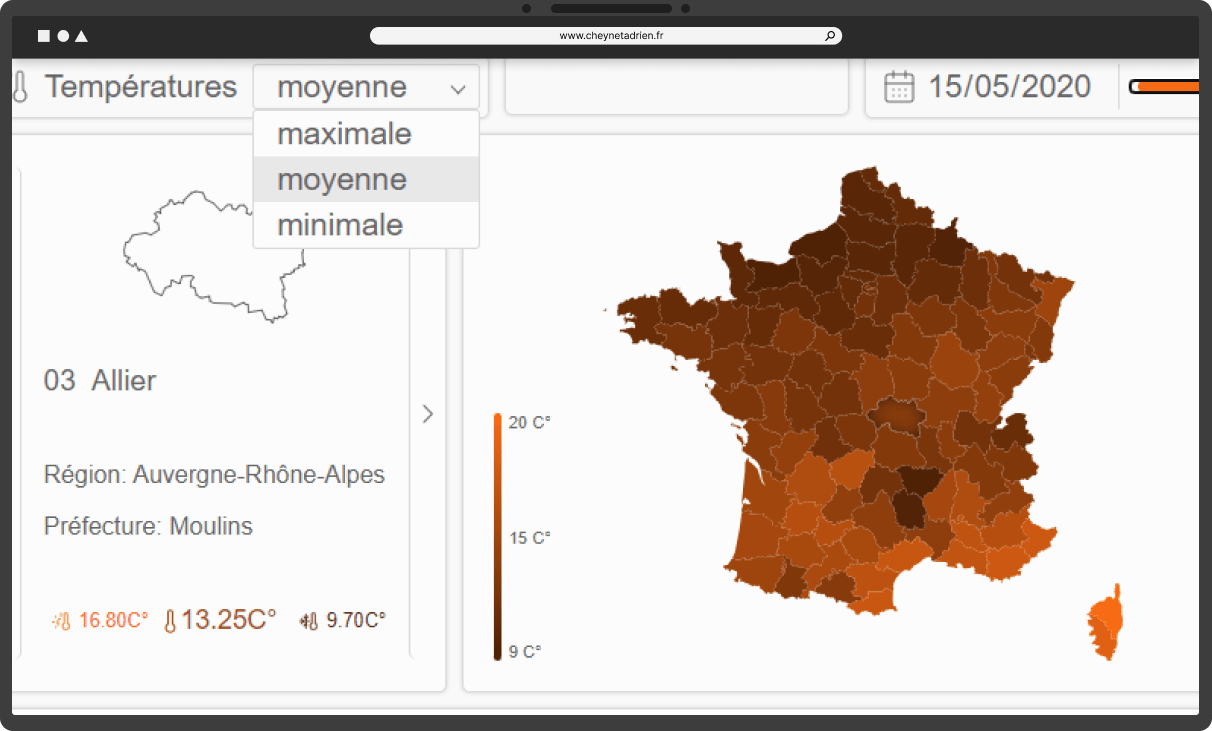 www.cheynetadrien.fr
Températures
moyenne
15/05/2020
maximale
moyenne
minimale
03 Allier
Région: Auvergne-Rhône-Alpes
Préfecture: Moulins
16.80C° 13.25C° 9.70C°
20 C°
15 C°
9 C°